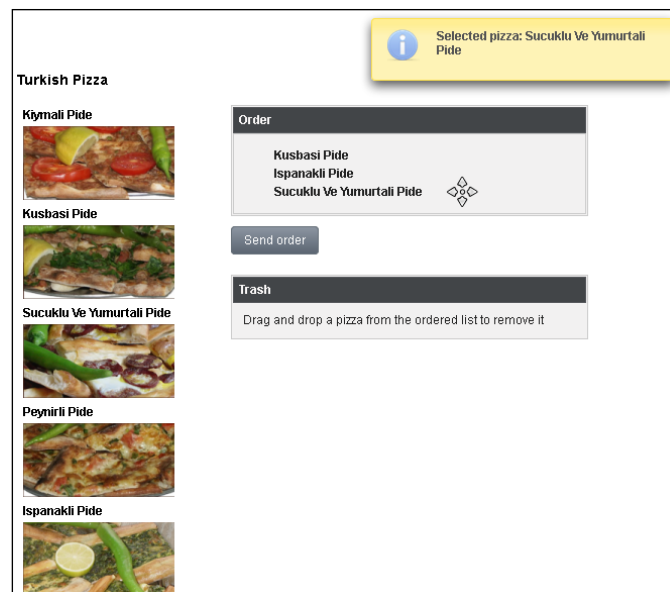 Selected pizza: Sucuklu Ve Yumurtali
Pide
Turkish Pizza
Kiymali Pide
Kusbasi Pide
Sucuklu Ve Yumurtali Pide
Peynirli Pide
Ispanakli Pide
Order
Kusbasi Pide
Ispanakli Pide
Sucuklu Ve Yumurtali Pide
Send order
Trash
Drag and drop a pizza from the ordered list to remove it